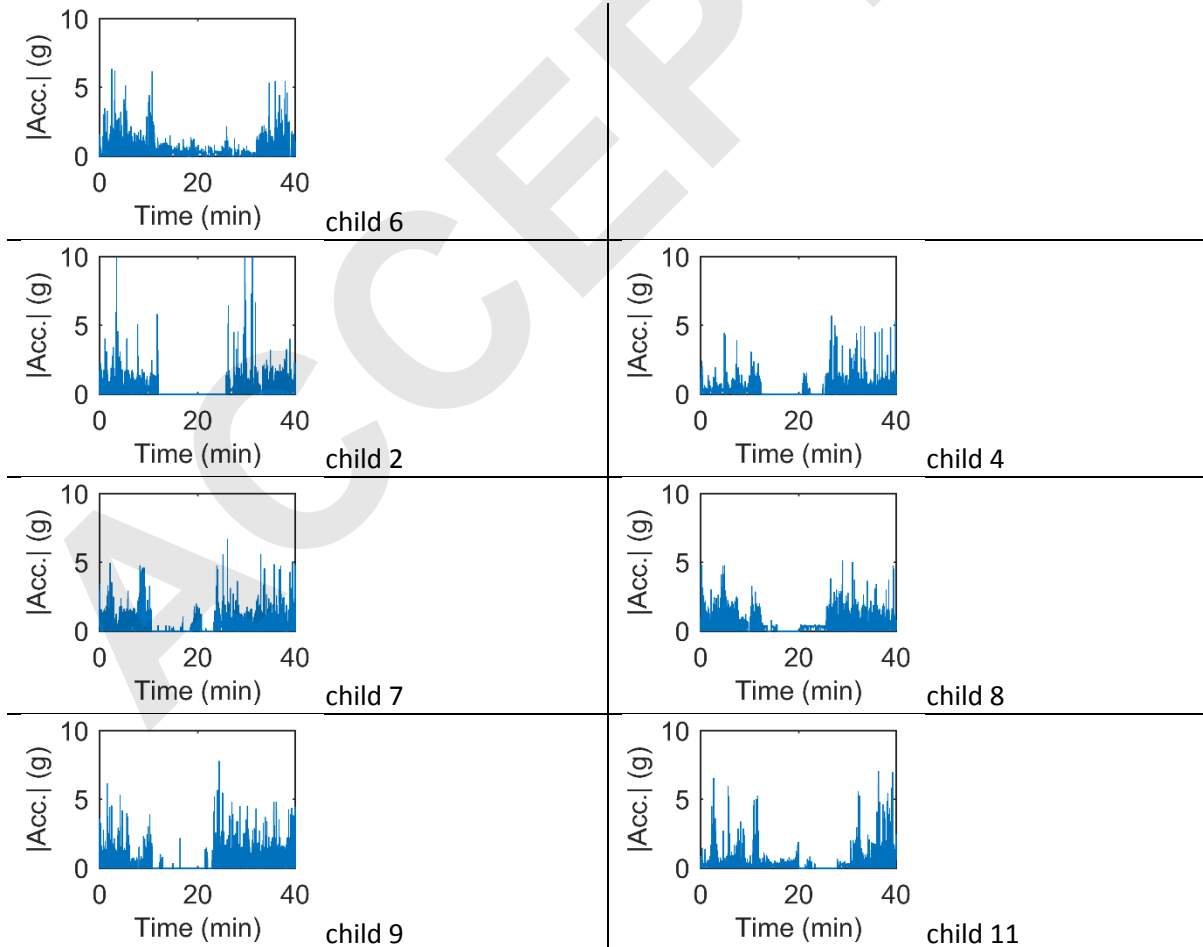 ACCEP
10
5
0
|Acc.| (g)
0 20 40
Time (min)
child 6
10
5
0
|Acc.| (g)
0 20 40
Time (min)
child 2
10
5
0
|Acc.| (g)
0 20 40
Time (min)
child 4
10
5
0
|Acc.| (g)
0 20 40
Time (min)
child 7
10
5
0
|Acc.| (g)
0 20 40
Time (min)
child 8
10
5
0
|Acc.| (g)
0 20 40
Time (min)
child 9
10
5
0
|Acc.| (g)
0 20 40
Time (min)
child 11